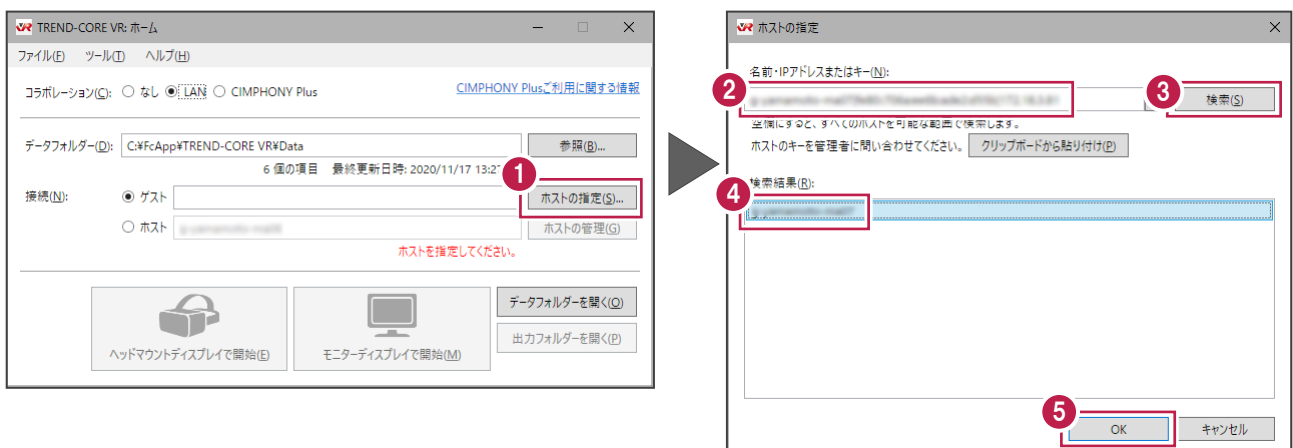 TREND-CORE VR: ホーム
ファイル(F) ツール(T) ヘルプ(H)
コラボレーション(C): なし LAN CIMPHONY Plus CIMPHONY Plusご利用に関する情報
データフォルダー(D): C:¥FcApp¥TREND-CORE VR¥Data 参照(B)...
6 個の項目 最終更新日時: 2020/11/17 13:2
1
接続(N): ゲスト ホストの指定(S)...
ホスト ホストの管理(G)
ホストを指定してください。
ヘッドマウントディスプレイで開始(E)
モニターディスプレイで開始(M)
データフォルダーを開く(O)
出力フォルダーを開く(P)
ホストの指定
名前・IPアドレスまたはキー(N):
2
3 検索(S)
空欄にすると、すべてのホストを可能な範囲で検索します。
ホストのキーを管理者に問い合わせてください。 クリップボードから貼り付け(P)
検索結果(R):
4
5
OK キャンセル